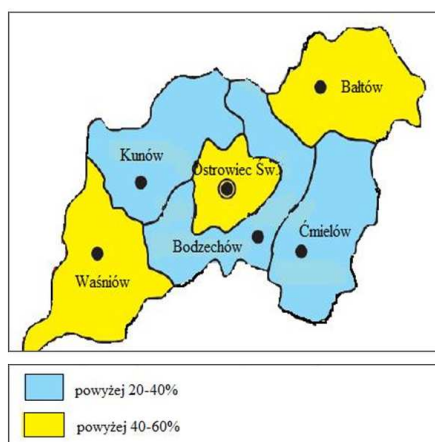 Bałtów
Kunów
Ostrowiec Św.
Bodzechów
Ćmielów
Waśniów
powyżej 20-40%
powyżej 40-60%